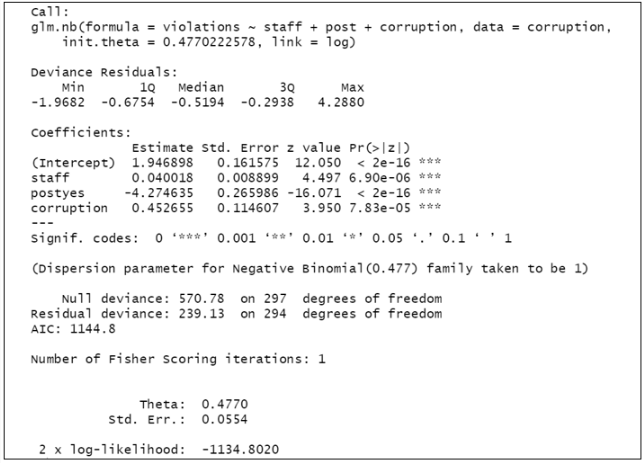 Call:
glm.nb(formula = violations ~ staff + post + corruption, data = corruption,
    init.theta = 0.4770222578, link = log)
Deviance Residuals:
    Min      1Q  Median      3Q     Max
-1.9682 -0.6754 -0.5194 -0.2938  4.2880
Coefficients:
            Estimate Std. Error z value Pr(>|z|)
(Intercept)  1.946898   0.161575  12.050  < 2e-16 ***
staff        0.040018   0.008899   4.497 6.90e-06 ***
postyes     -4.274635   0.265986 -16.071  < 2e-16 ***
corruption   0.452655   0.114607   3.950 7.83e-05 ***
---
Signif. codes:  0 ‘***’ 0.001 ‘**’ 0.01 ‘*’ 0.05 ‘.’ 0.1 ‘ ’ 1
(Dispersion parameter for Negative Binomial(0.477) family taken to be 1)
    Null deviance: 570.78  on 297  degrees of freedom
Residual deviance: 239.13  on 294  degrees of freedom
AIC: 1144.8
Number of Fisher Scoring iterations: 1
              Theta:  0.4770
          Std. Err.:  0.0554
 2 x log-likelihood:  -1134.8020